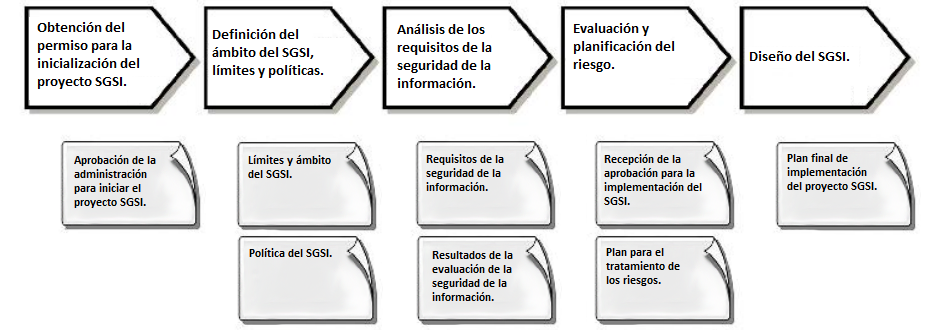 Obtención del
permiso para la
inicialización del
proyecto SGSI.
Definición del
ámbito del SGSI,
límites y políticas.
Análisis de los
requisitos de la
seguridad de la
información.
Evaluación y
planificación del
riesgo.
Diseño del SGSI.
Aprobación de la
administración
para iniciar el
proyecto SGSI.
Límites y ámbito
del SGSI.
Requisitos de la
seguridad de la
información.
Recepción de la
aprobación para la
implementación del
SGSI.
Plan final de
implementación
del proyecto SGSI.
Política del SGSI.
Resultados de la
evaluación de la
seguridad de la
información.
Plan para el
tratamiento de
los riesgos.